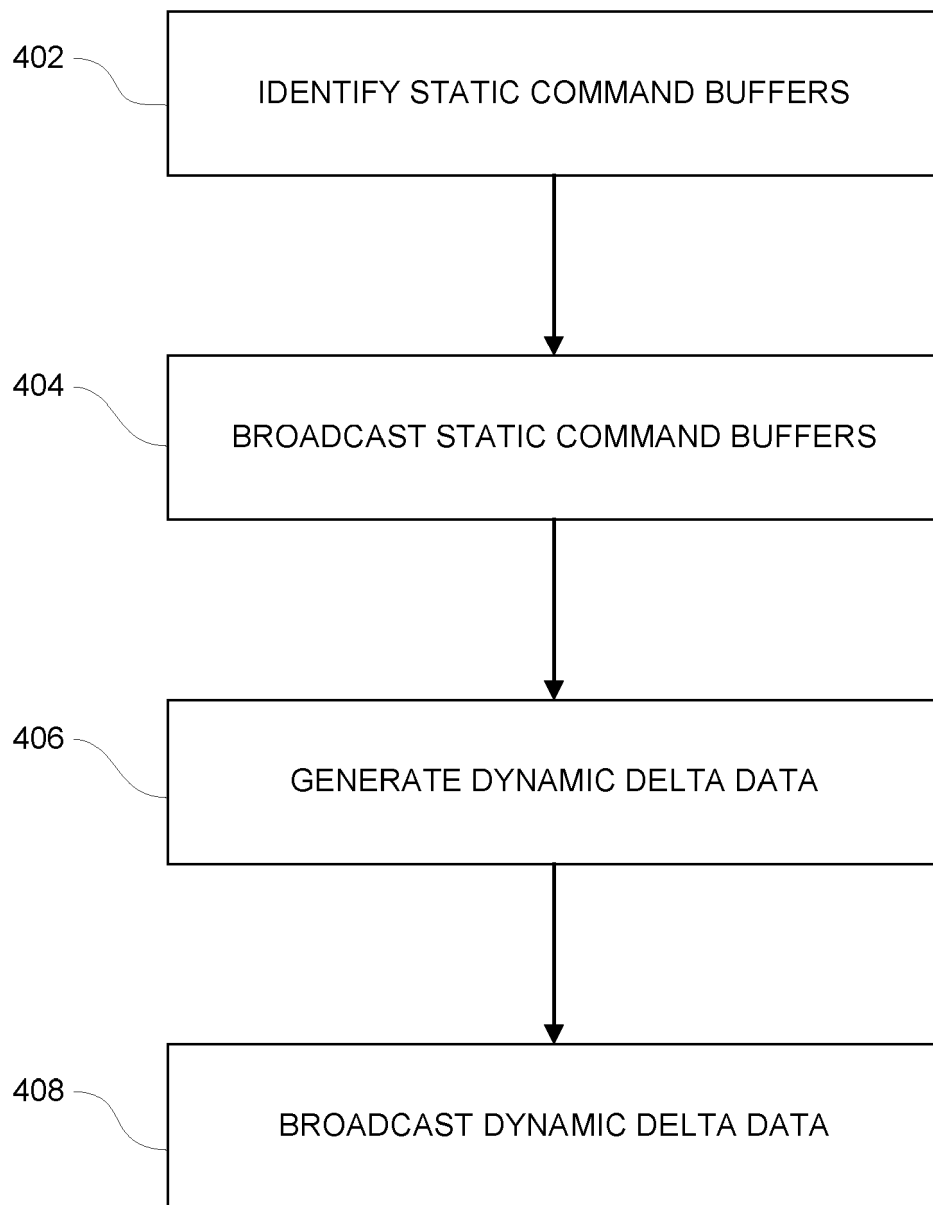 402
IDENTIFY STATIC COMMAND BUFFERS
404
BROADCAST STATIC COMMAND BUFFERS
406
GENERATE DYNAMIC DELTA DATA
408
BROADCAST DYNAMIC DELTA DATA